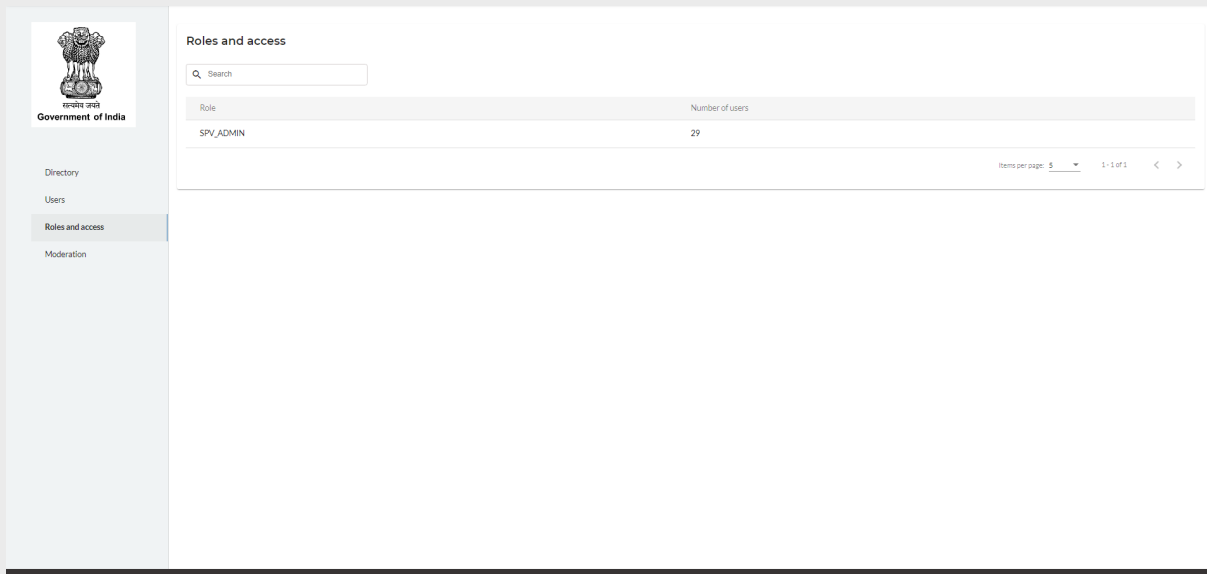 सत्यमेव जयते
Government of India
Directory
Users
Roles and access
Moderation
Roles and access
Search
Role Number of users
SPV_ADMIN 29
Items per page: 5 1 - 1 of 1